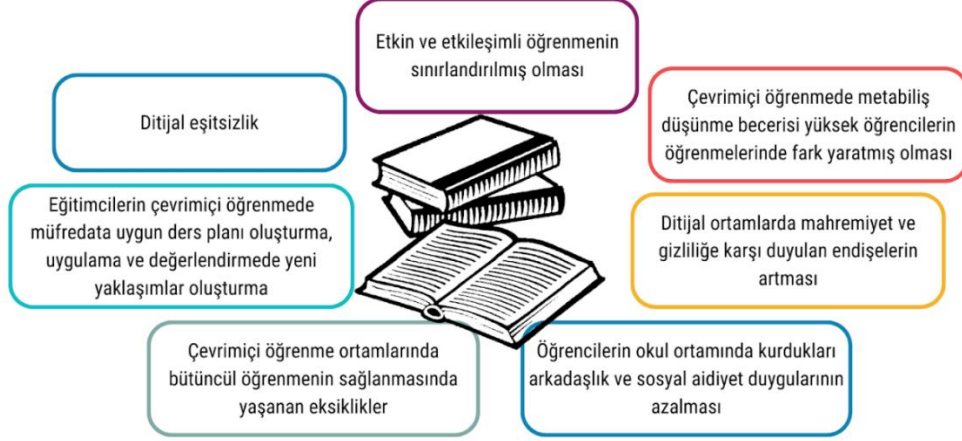 Etkin ve etkileşimli öğrenmenin
sınırlandırılmış olması
Ditijal eşitsizlik
Çevrimiçi öğrenmede metabiliş
düşünme becerisi yüksek öğrencilerin
öğrenmelerinde fark yaratmış olması
Eğitimcilerin çevrimiçi öğrenmede
müfredata uygun ders planı oluşturma,
uygulama ve değerlendirmede yeni
yaklaşımlar oluşturma
Ditijal ortamlarda mahremiyet ve
gizliliğe karşı duyulan endişelerin
artması
Çevrimiçi öğrenme ortamlarında
bütüncül öğrenmenin sağlanmasında
yaşanan eksiklikler
Öğrencilerin okul ortamında kurdukları
arkadaşlık ve sosyal aidiyet duygularının
azalması